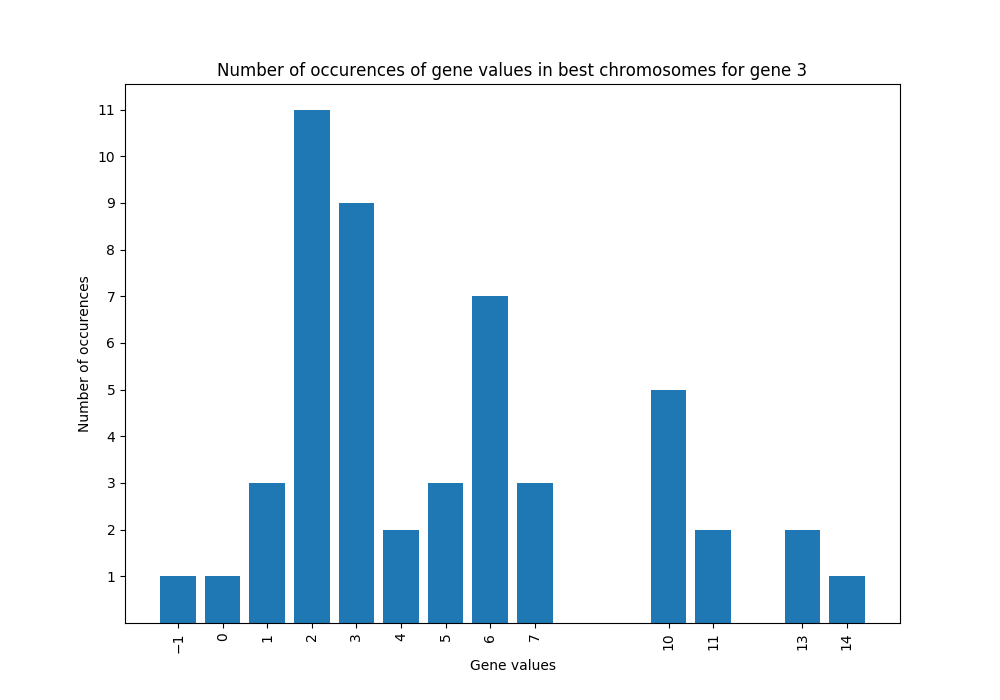 Number of occurences of gene values in best chromosomes for gene 3
11
10
9
8
7
6
5
4
3
2
1
Number of occurences
−1 0 1 2 3 4 5 6 7 10 11 13 14
Gene values